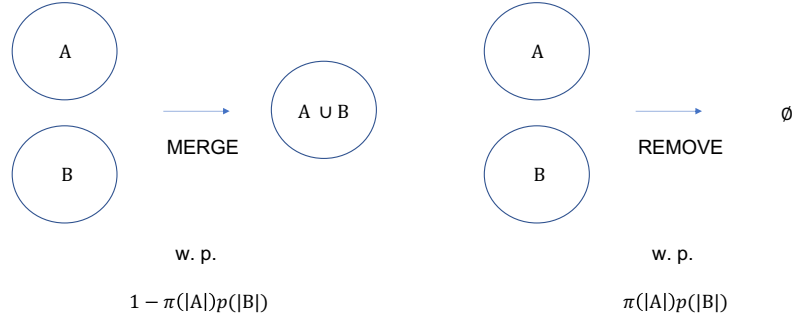 A
B
MERGE
A ∪ B
w. p.
1 − π(|A|)p(|B|)
A
B
REMOVE
∅
w. p.
π(|A|)p(|B|)